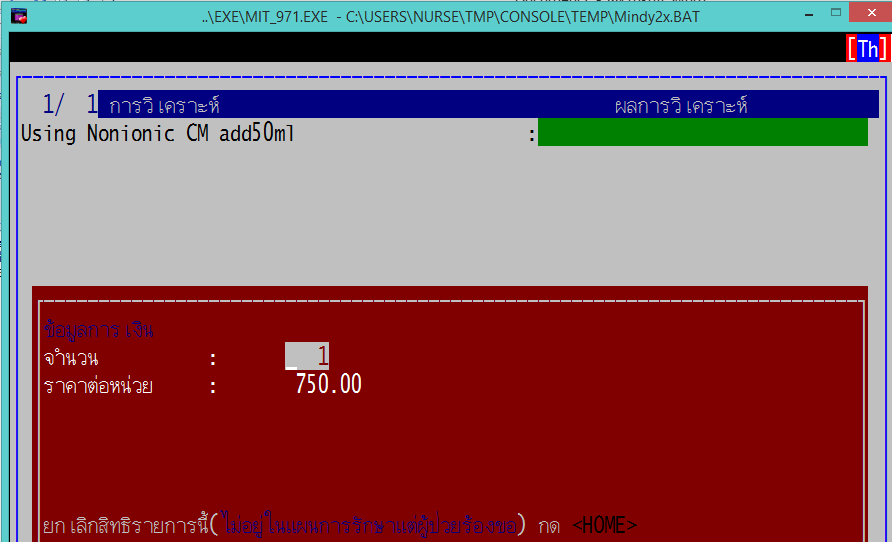 ..\EXE\MIT_971.EXE - C:\USERS\NURSE\TMP\CONSOLE\TEMP\Mindy2x.BAT
[Th]
1/ 1 การวิเคราะห์ ผลการวิเคราะห์
Using Nonionic CM add50ml :
ข้อมูลการเงิน
จำนวน : 1
ราคาต่อหน่วย : 750.00
ยกเลิกสิทธิรายการนี้(ไม่อยู่ในแผนการรักษาแต่ผู้ป่วยร้องขอ) กด <HOME>